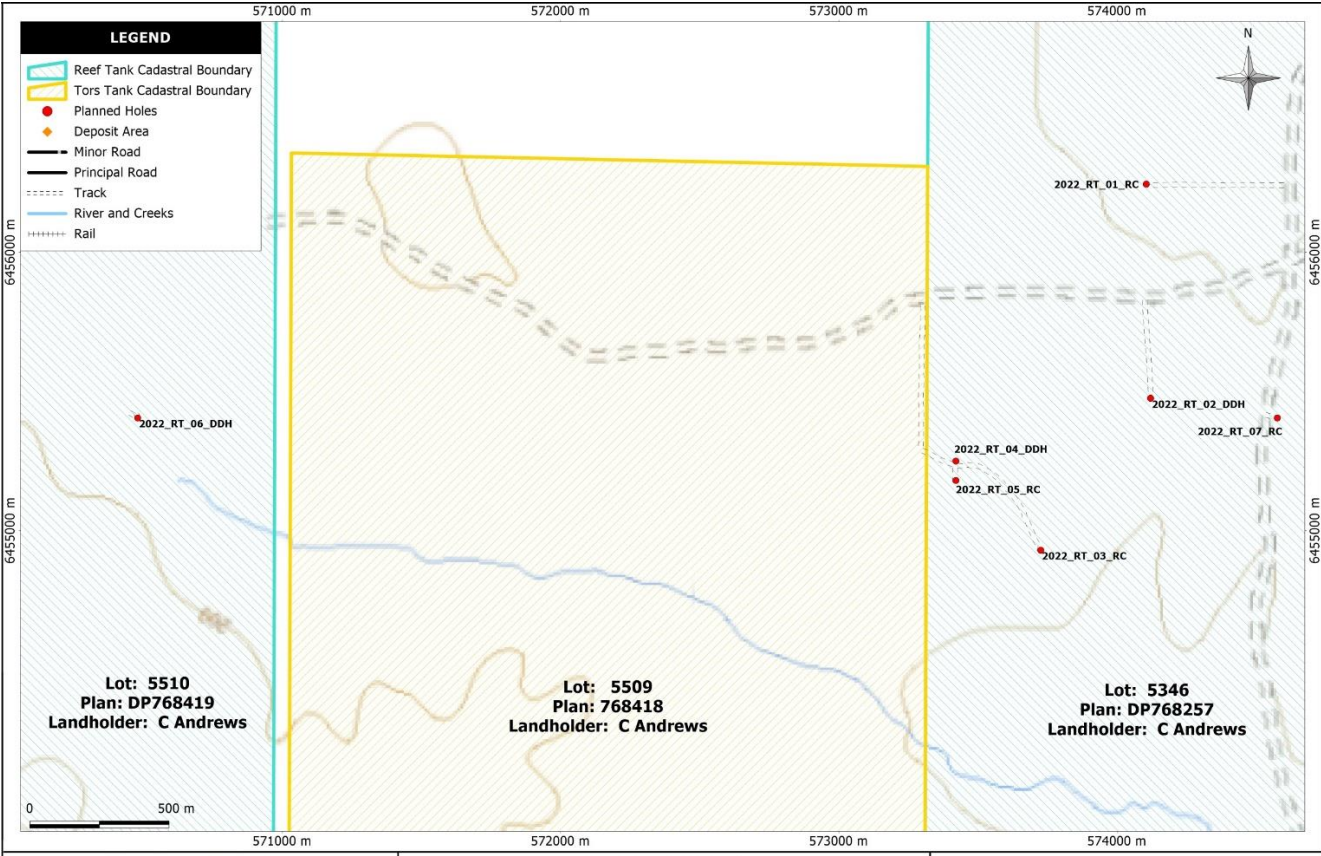 571000 m
572000 m
573000 m
574000 m
LEGEND
Reef Tank Cadastral Boundary
Tors Tank Cadastral Boundary
Planned Holes
Deposit Area
Minor Road
Principal Road
Track
River and Creeks
Rail
N
2022_RT_01_RC
6456000 m
6456000 m
2022_RT_02_DDH
2022_RT_06_DDH
2022_RT_07_RC
2022_RT_04_DDH
2022_RT_05_RC
6455000 m
6455000 m
2022_RT_03_RC
Lot: 5510
Plan: DP768419
Landholder: C Andrews
Lot: 5509
Plan: 768418
Landholder: C Andrews
Lot: 5346
Plan: DP768257
Landholder: C Andrews
0
500 m
571000 m
572000 m
573000 m
574000 m